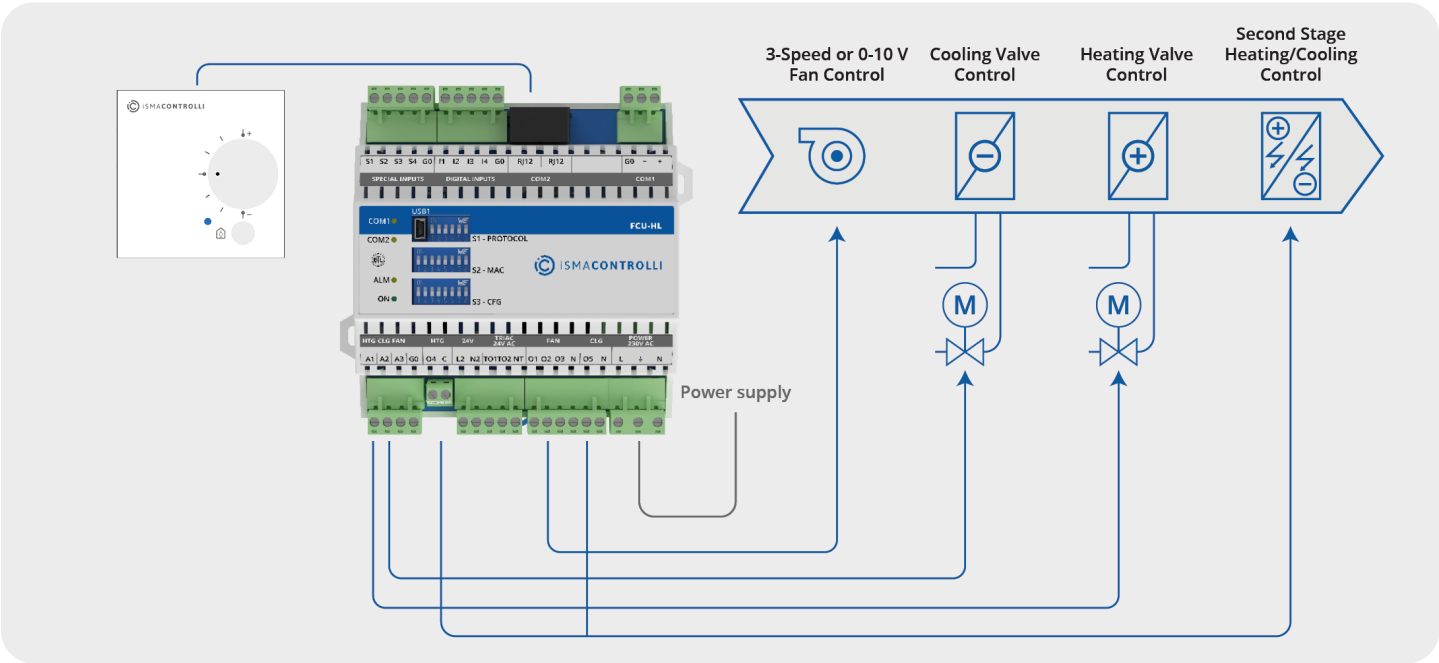 Second Stage
3-Speed or 0-10 V Cooling Valve Heating Valve Heating/Cooling
Fan Control Control Control Control
iSMACONTROLLI
S1 S2 S3 S4 G0 I1 I2 I3 I4 G0 RJ12 RJ12 G0 − +
SPECIAL INPUTS DIGITAL INPUTS COM2 COM1
USB1
COM1
FCU-HL
COM2
S1 - PROTOCOL
BTL
iSMACONTROLLI
S2 - MAC
ALM
ON
S3 - CFG
M M
HTG CLG FAN HTG 24V TRIAC 24V AC FAN CLG POWER 230V AC
A1 A2 A3 G0 O4 C L2 N2 TO1 TO2 NT O1 O2 O3 N O5 N L N
Power supply